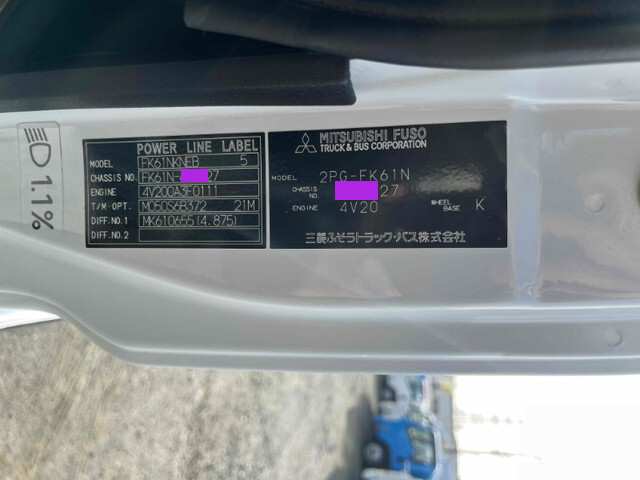 1.1%
POWER LINE LABEL
MODEL FK61NKNEB 5
CHASSIS NO. FK61N- 27
ENGINE 4V200A3F0111
T/M·OPT. M050S6B372 21M
DIFF.NO.1 MK610655(4.875)
DIFF.NO.2
MITSUBISHI FUSO
TRUCK & BUS CORPORATION
MODEL 2PG-FK61N
CHASSIS NO. 27
ENGINE 4V20 WHEEL BASE K
三菱ふそうトラック・バス株式会社